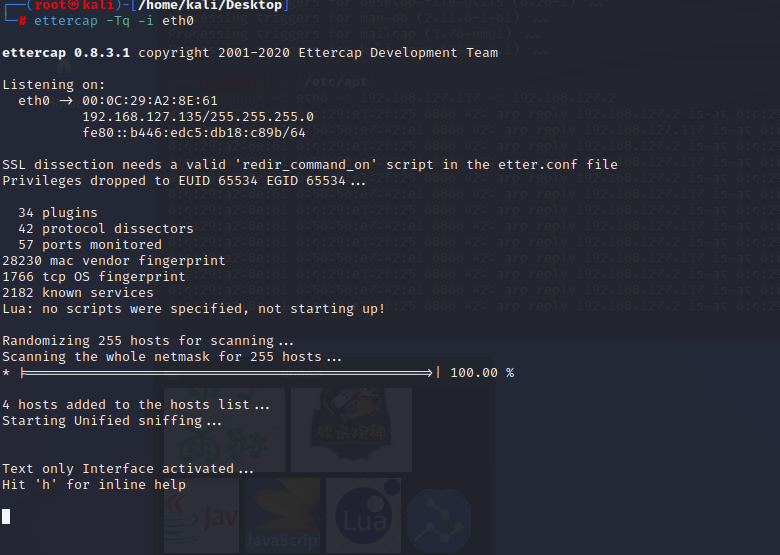 ┌──(root㉿kali)-[/home/kali/Desktop]
└─# ettercap -Tq -i eth0
ettercap 0.8.3.1 copyright 2001-2020 Ettercap Development Team
Listening on:
eth0 -> 00:0C:29:A2:8E:61
192.168.127.135/255.255.255.0
fe80::b446:edc5:db18:c89b/64
SSL dissection needs a valid 'redir_command_on' script in the etter.conf file
Privileges dropped to EUID 65534 EGID 65534...
34 plugins
42 protocol dissectors
57 ports monitored
28230 mac vendor fingerprint
1766 tcp OS fingerprint
2182 known services
Lua: no scripts were specified, not starting up!
Randomizing 255 hosts for scanning...
Scanning the whole netmask for 255 hosts...
* |==================================================>| 100.00 %
4 hosts added to the hosts list...
Starting Unified sniffing...
Text only Interface activated...
Hit 'h' for inline help
Lua
JavaScript